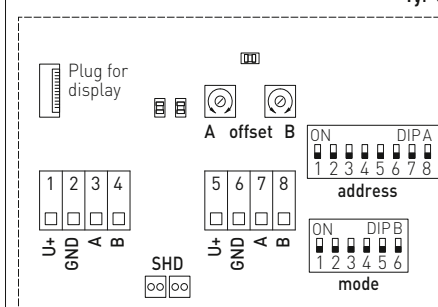 Plug for
display
A offset B
ON DIP A
1 2 3 4 5 6 7 8
address
1 2 3 4
5 6 7 8
U+ GND A B
U+ GND A B
ON DIP B
1 2 3 4 5 6
mode
SHD